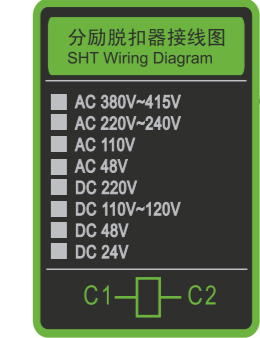 分励脱扣器接线图
SHT Wiring Diagram
AC 380V~415V
AC 220V~240V
AC 110V
AC 48V
DC 220V
DC 110V~120V
DC 48V
DC 24V
C1 C2